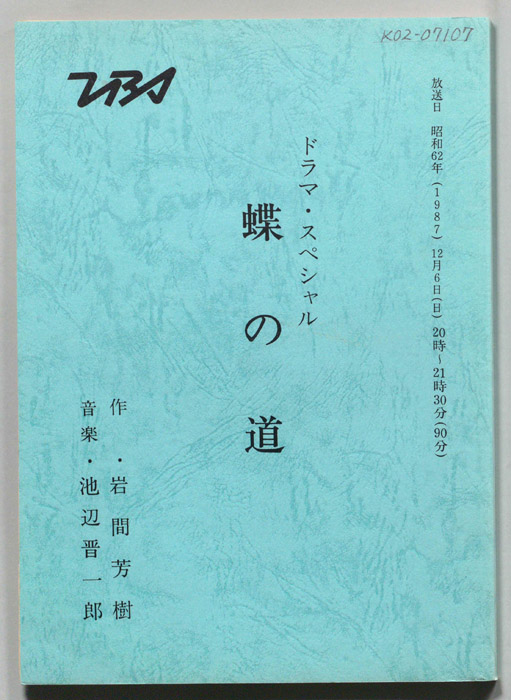 K02-07107
TBS
放送日 昭和62年(1987)12月6日(日)20時〜21時30分(90分)
ドラマ・スペシャル
蝶の道
作・岩間芳樹
音楽・池辺晋一郎